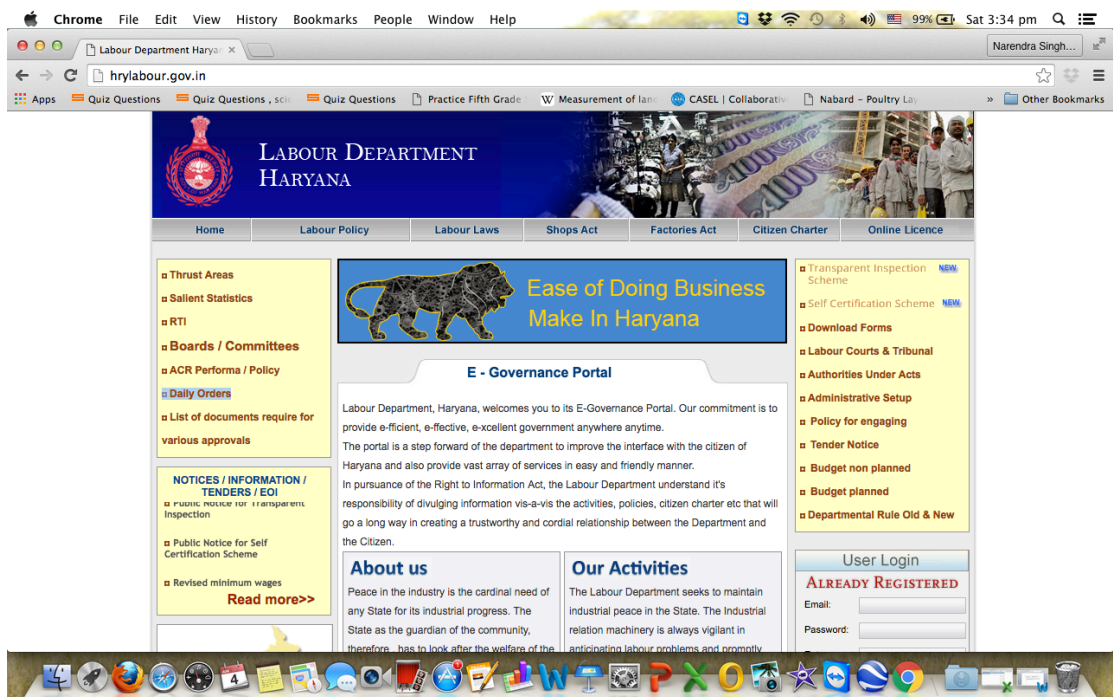 Chrome File Edit View History Bookmarks People Window Help 99% Sat 3:34 pm
Labour Department Haryan ×
Narendra Singh...
hrylabour.gov.in
Apps Quiz Questions Quiz Questions , scie Quiz Questions Practice Fifth Grade W Measurement of land CASEL | Collaborative Nabard – Poultry Lay » Other Bookmarks
LABOUR DEPARTMENT
HARYANA
Home Labour Policy Labour Laws Shops Act Factories Act Citizen Charter Online Licence
Thrust Areas
Salient Statistics
RTI
Boards / Committees
ACR Performa / Policy
Daily Orders
List of documents require for
various approvals
NOTICES / INFORMATION /
TENDERS / EOI
Public Notice for Transparent
Inspection
Public Notice for Self
Certification Scheme
Revised minimum wages
Read more>>
Ease of Doing Business
Make In Haryana
E - Governance Portal
Labour Department, Haryana, welcomes you to its E-Governance Portal. Our commitment is to
provide e-fficient, e-ffective, e-xcellent government anywhere anytime.
The portal is a step forward of the department to improve the interface with the citizen of
Haryana and also provide vast array of services in easy and friendly manner.
In pursuance of the Right to Information Act, the Labour Department understand it's
responsibility of divulging information vis-a-vis the activities, policies, citizen charter etc that will
go a long way in creating a trustworthy and cordial relationship between the Department and
the Citizen.
About us
Peace in the industry is the cardinal need of
any State for its industrial progress. The
State as the guardian of the community,
therefore , has to look after the welfare of the
Our Activities
The Labour Department seeks to maintain
industrial peace in the State. The Industrial
relation machinery is always vigilant in
anticipating labour problems and promptly
Transparent Inspection NEW
Scheme
Self Certification Scheme NEW
Download Forms
Labour Courts & Tribunal
Authorities Under Acts
Administrative Setup
Policy for engaging
Tender Notice
Budget non planned
Budget planned
Departmental Rule Old & New
User Login
ALREADY REGISTERED
Email:
Password: